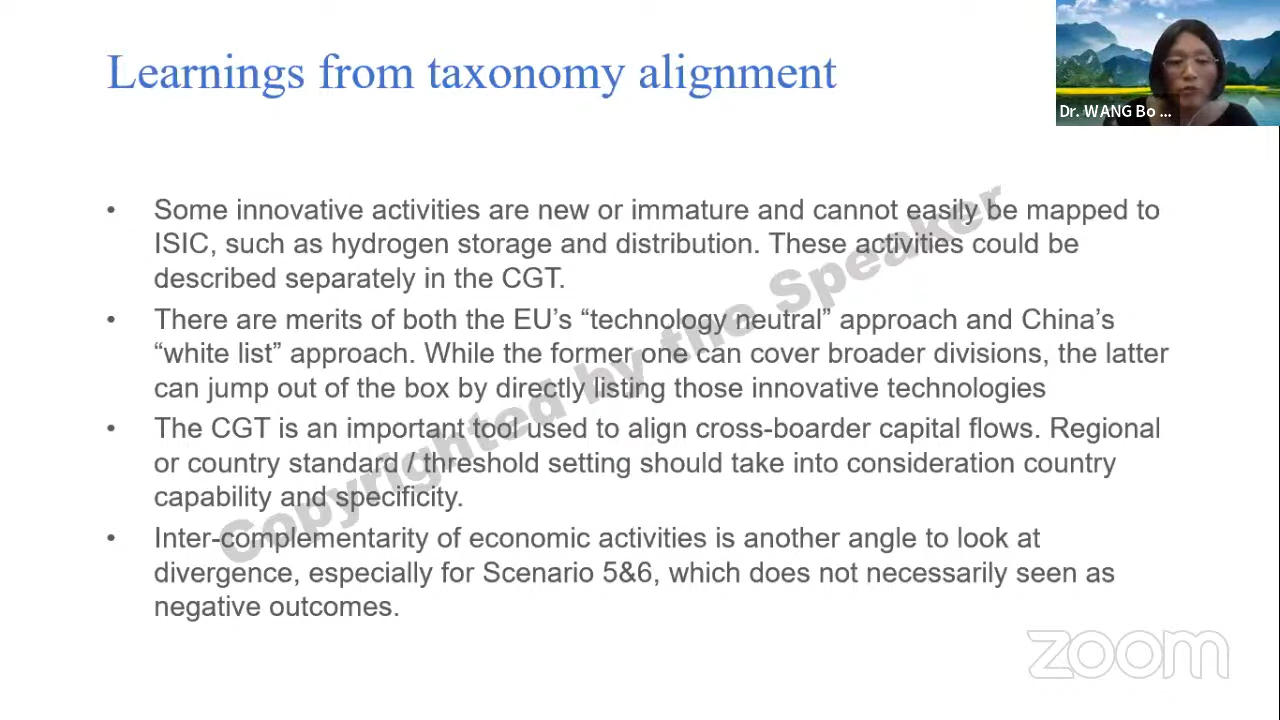 Learnings from taxonomy alignment
Dr. WANG Bo ...
• Some innovative activities are new or immature and cannot easily be mapped to
ISIC, such as hydrogen storage and distribution. These activities could be
described separately in the CGT.
• There are merits of both the EU’s “technology neutral” approach and China’s
“white list” approach. While the former one can cover broader divisions, the latter
can jump out of the box by directly listing those innovative technologies
• The CGT is an important tool used to align cross-boarder capital flows. Regional
or country standard / threshold setting should take into consideration country
capability and specificity.
• Inter-complementarity of economic activities is another angle to look at
divergence, especially for Scenario 5&6, which does not necessarily seen as
negative outcomes.
Copyrighted by the Speaker
zoom